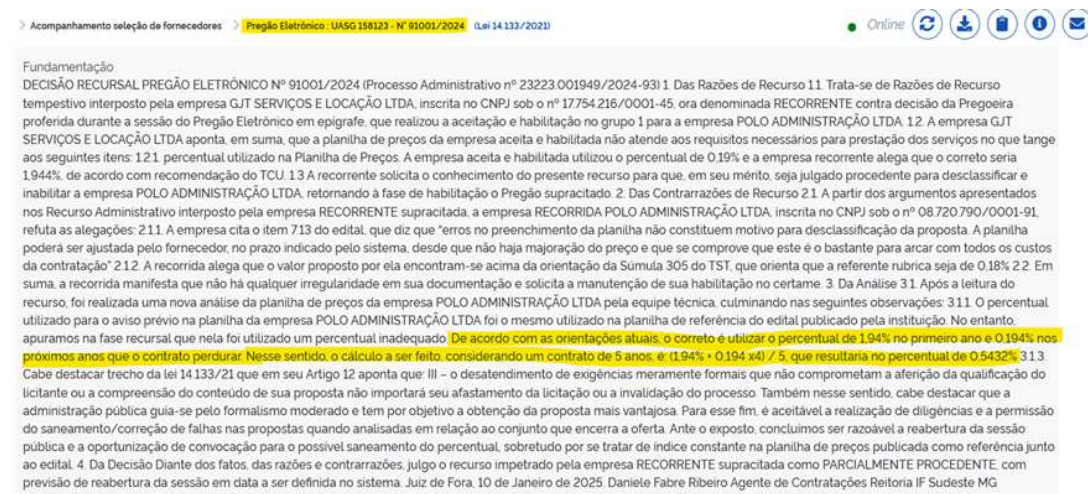 Acompanhamento seleção de fornecedores > Pregão Eletrônico : UASG 158123 - N° 91001/2024 (Lei 14.133/2021) Online
Fundamentação
DECISÃO RECURSAL PREGÃO ELETRÔNICO Nº 91001/2024 (Processo Administrativo nº 23223.001949/2024-93) 1. Das Razões de Recurso 1.1. Trata-se de Razões de Recurso
tempestivo interposto pela empresa GJT SERVIÇOS E LOCAÇÃO LTDA, inscrita no CNPJ sob o nº 17.754.216/0001-45, ora denominada RECORRENTE contra decisão da Pregoeira
proferida durante a sessão do Pregão Eletrônico em epigrafe, que realizou a aceitação e habilitação no grupo 1 para a empresa POLO ADMINISTRAÇÃO LTDA. 1.2. A empresa GJT
SERVIÇOS E LOCAÇÃO LTDA aponta, em suma, que a planilha de preços da empresa aceita e habilitada não atende aos requisitos necessários para prestação dos serviços no que tange
aos seguintes itens: 1.2.1. percentual utilizado na Planilha de Preços. A empresa aceita e habilitada utilizou o percentual de 0,19% e a empresa recorrente alega que o correto seria
1,944%, de acordo com recomendação do TCU. 1.3 A recorrente solicita o conhecimento do presente recurso para que, em seu mérito, seja julgado procedente para desclassificar e
inabilitar a empresa POLO ADMINISTRAÇÃO LTDA, retornando à fase de habilitação o Pregão supracitado. 2. Das Contrarrazões de Recurso 2.1. A partir dos argumentos apresentados
nos Recurso Administrativo interposto pela empresa RECORRENTE supracitada, a empresa RECORRIDA POLO ADMINISTRAÇÃO LTDA, inscrita no CNPJ sob o nº 08.720.790/0001-91,
refuta as alegações: 2.1.1. A empresa cita o item 7.13 do edital, que diz que "erros no preenchimento da planilha não constituem motivo para desclassificação da proposta. A planilha
poderá ser ajustada pelo fornecedor, no prazo indicado pelo sistema, desde que não haja majoração do preço e que se comprove que este é o bastante para arcar com todos os custos
da contratação" 2.1.2. A recorrida alega que o valor proposto por ela encontram-se acima da orientação da Súmula 305 do TST, que orienta que a referente rubrica seja de 0,18% 2.2. Em
suma, a recorrida manifesta que não há qualquer irregularidade em sua documentação e solicita a manutenção de sua habilitação no certame. 3. Da Análise 3.1. Após a leitura do
recurso, foi realizada uma nova análise da planilha de preços da empresa POLO ADMINISTRAÇÃO LTDA pela equipe técnica, culminando nas seguintes observações: 3.1.1. O percentual
utilizado para o aviso prévio na planilha da empresa POLO ADMINISTRAÇÃO LTDA foi o mesmo utilizado na planilha de referência do edital publicado pela instituição. No entanto,
apuramos na fase recursal que nela foi utilizado um percentual inadequado. De acordo com as orientações atuais, o correto é utilizar o percentual de 1,94% no primeiro ano e 0,194% nos
próximos anos que o contrato perdurar. Nesse sentido, o cálculo a ser feito, considerando um contrato de 5 anos, é: (1,94% + 0,194 x4) / 5, que resultaria no percentual de 0,5432% 3.1.3.
Cabe destacar trecho da lei 14.133/21 que em seu Artigo 12 aponta que: III – o desatendimento de exigências meramente formais que não comprometam a aferição da qualificação do
licitante ou a compreensão do conteúdo de sua proposta não importará seu afastamento da licitação ou a invalidação do processo. Também nesse sentido, cabe destacar que a
administração pública guia-se pelo formalismo moderado e tem por objetivo a obtenção da proposta mais vantajosa. Para esse fim, é aceitável a realização de diligências e a permissão
do saneamento/correção de falhas nas propostas quando analisadas em relação ao conjunto que encerra a oferta. Ante o exposto, concluímos ser razoável a reabertura da sessão
pública e a oportunização de convocação para o possível saneamento do percentual, sobretudo por se tratar de índice constante na planilha de preços publicada como referência junto
ao edital. 4. Da Decisão Diante dos fatos, das razões e contrarrazões, julgo o recurso impetrado pela empresa RECORRENTE supracitada como PARCIALMENTE PROCEDENTE, com
previsão de reabertura da sessão em data a ser definida no sistema. Juiz de Fora, 10 de Janeiro de 2025. Daniele Fabre Ribeiro Agente de Contratações Reitoria IF Sudeste MG